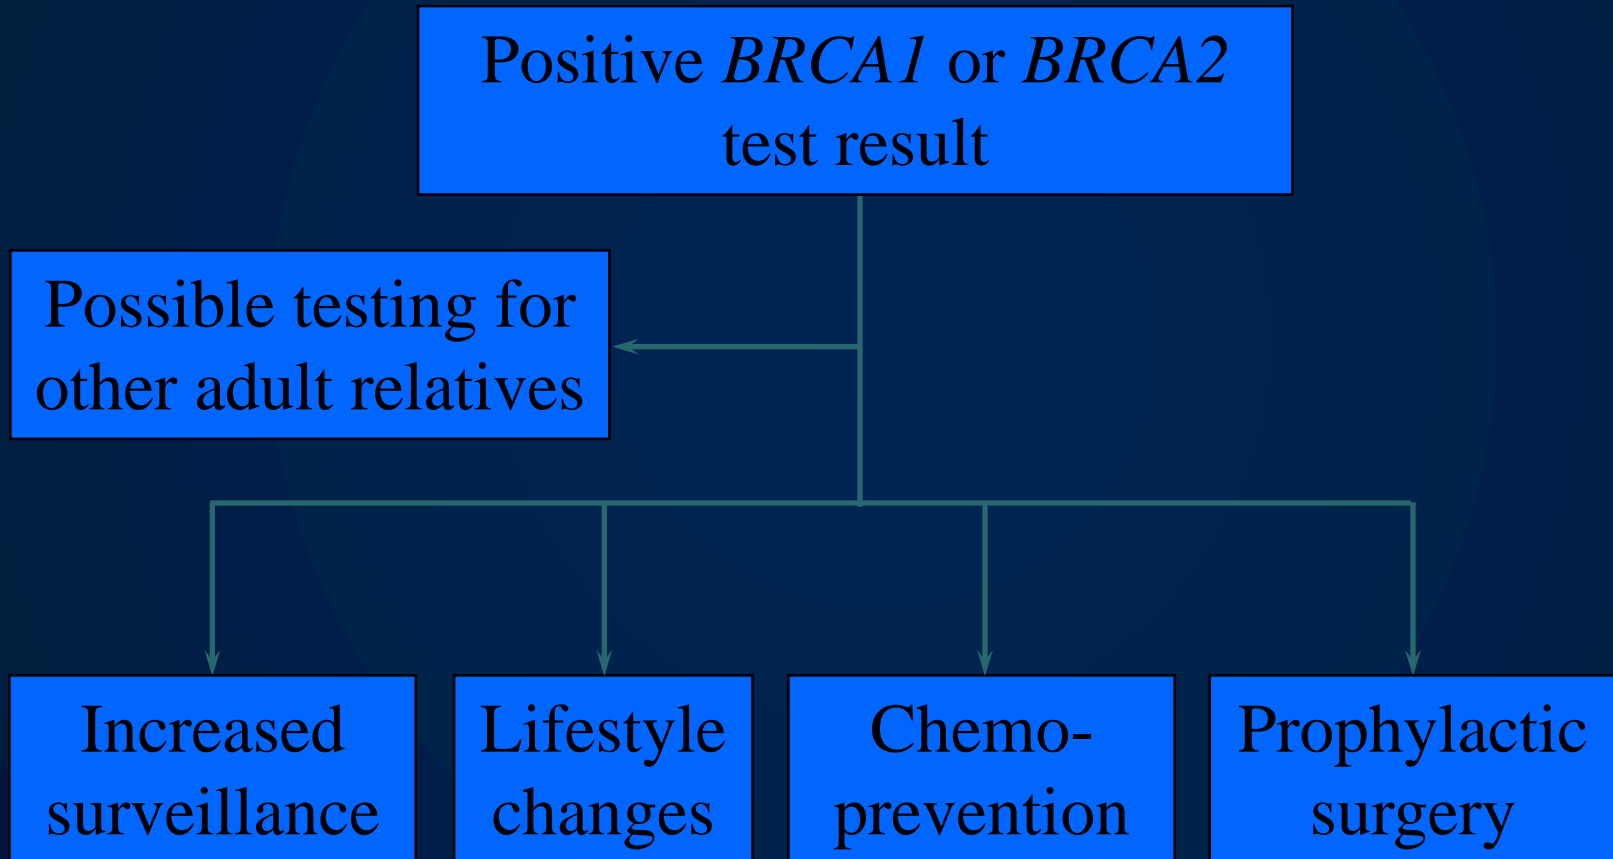 Positive BRCA1 or BRCA2
test result
Possible testing for
other adult relatives
Increased
surveillance
Lifestyle
changes
Chemo-
prevention
Prophylactic
surgery